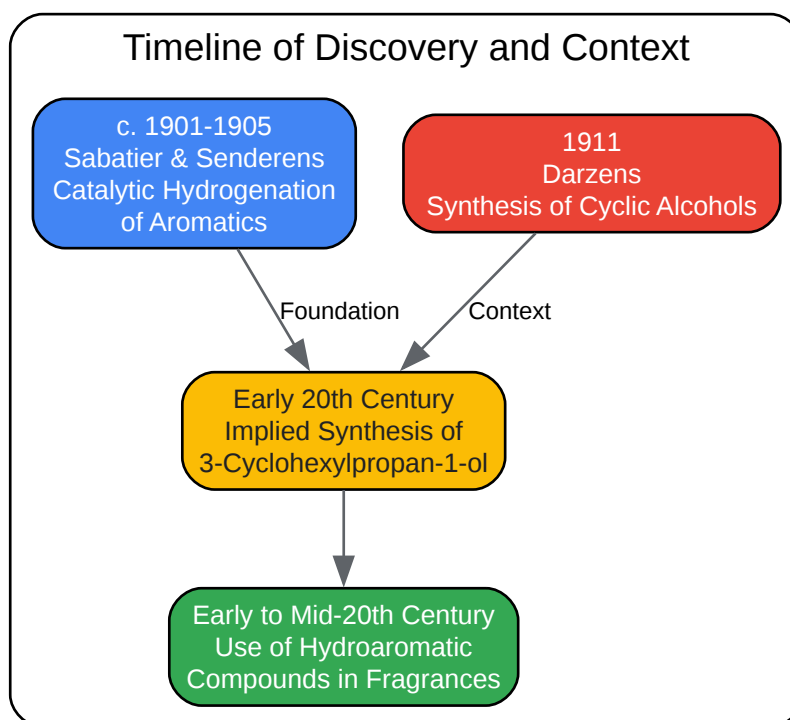 Timeline of Discovery and Context
c. 1901-1905
Sabatier & Senderens
Catalytic Hydrogenation
of Aromatics
1911
Darzens
Synthesis of Cyclic Alcohols
Foundation
Context
Early 20th Century
Implied Synthesis of
3-Cyclohexylpropan-1-ol
Early to Mid-20th Century
Use of Hydroaromatic
Compounds in Fragrances